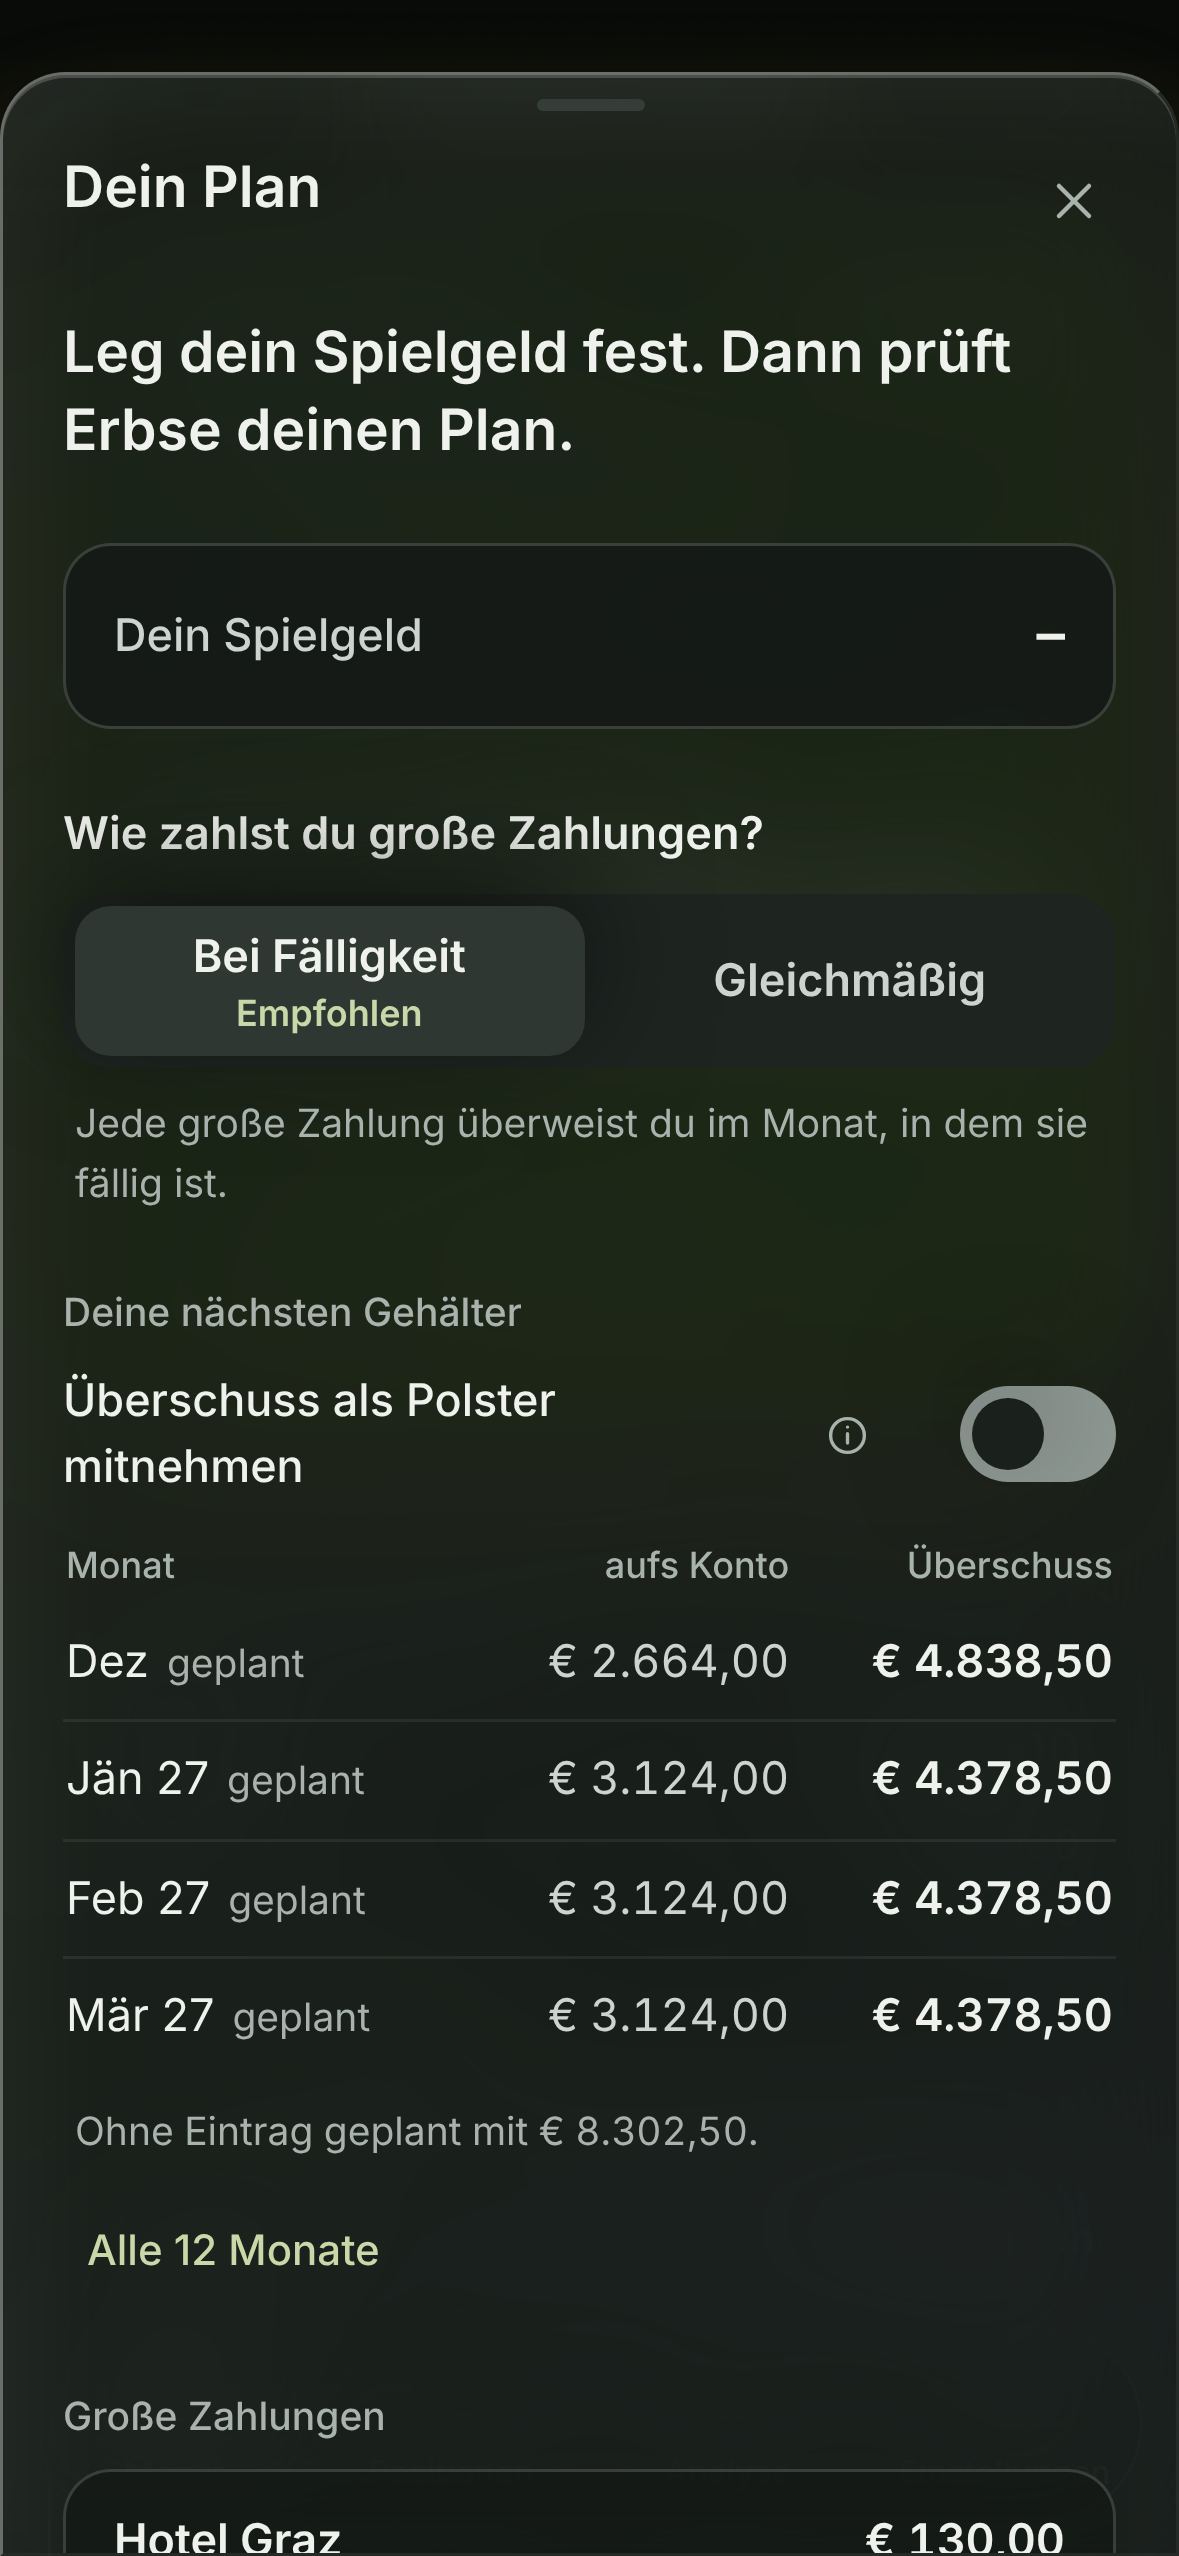 Dein Plan
Leg dein Spielgeld fest. Dann prüft
Erbse deinen Plan.
Dein Spielgeld –
Wie zahlst du große Zahlungen?
Bei Fälligkeit
Empfohlen
Gleichmäßig
Jede große Zahlung überweist du im Monat, in dem sie
fällig ist.
Deine nächsten Gehälter
Überschuss als Polster
mitnehmen
Monat aufs Konto Überschuss
Dez geplant € 2.664,00 € 4.838,50
Jän 27 geplant € 3.124,00 € 4.378,50
Feb 27 geplant € 3.124,00 € 4.378,50
Mär 27 geplant € 3.124,00 € 4.378,50
Ohne Eintrag geplant mit € 8.302,50.
Alle 12 Monate
Große Zahlungen
Hotel Graz € 130,00